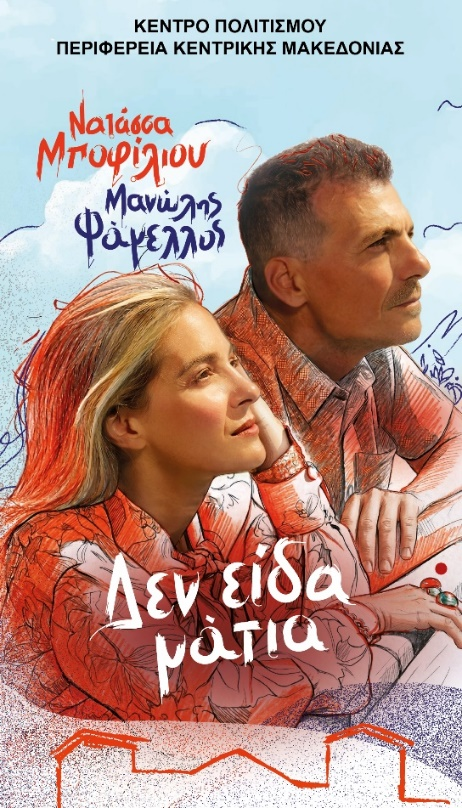 ΚΕΝΤΡΟ ΠΟΛΙΤΙΣΜΟΥ
ΠΕΡΙΦΕΡΕΙΑ ΚΕΝΤΡΙΚΗΣ ΜΑΚΕΔΟΝΙΑΣ
Νατάσσα
Μποφίλιου
Μανώλης
Φάμελλος
Δεν είδα
μάτια